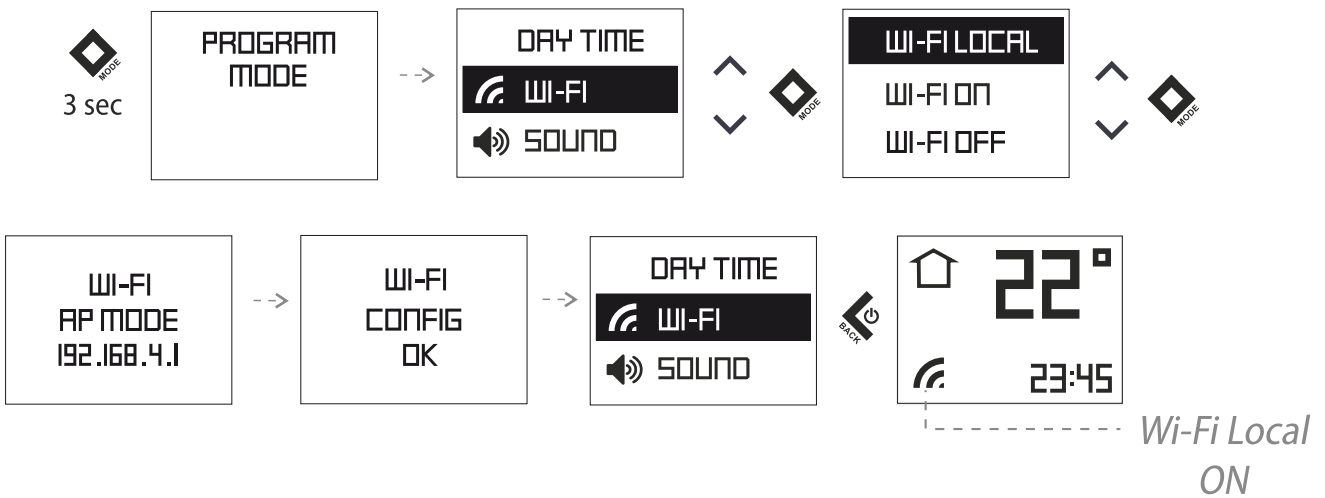 MODE
3 sec
PROGRAM
MODE
DAY TIME
WI-FI
SOUND
MODE
WI-FI LOCAL
WI-FI ON
WI-FI OFF
MODE
WI-FI
AP MODE
192.168.4.1
WI-FI
CONFIG
OK
DAY TIME
WI-FI
SOUND
BACK
22°
23:45
Wi-Fi Local
ON